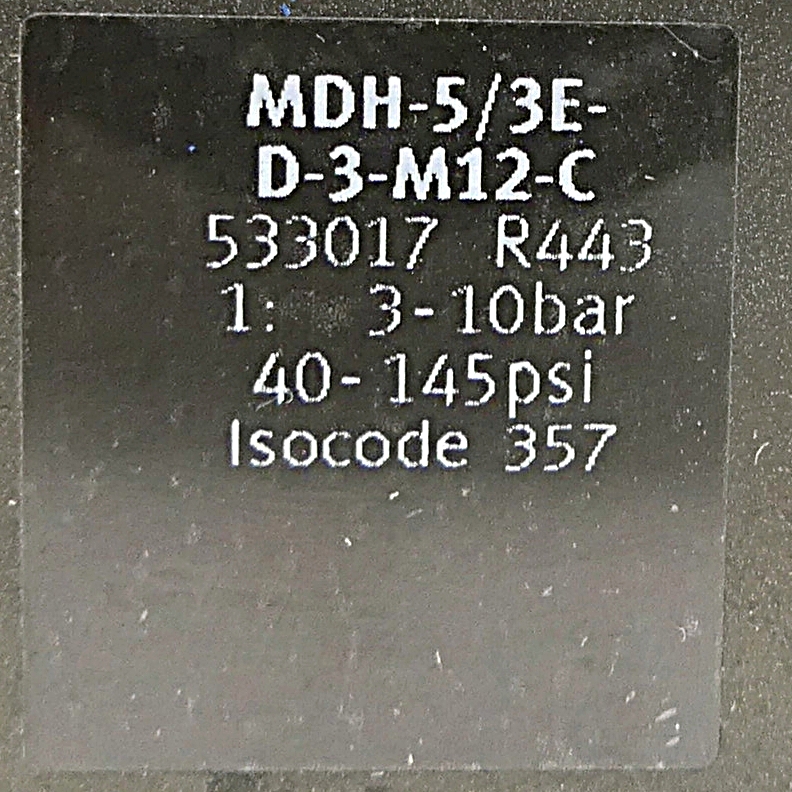 MDH-5/3E-
D-3-M12-C
533017 R443
1: 3-10bar
40-145psi
Isocode 357